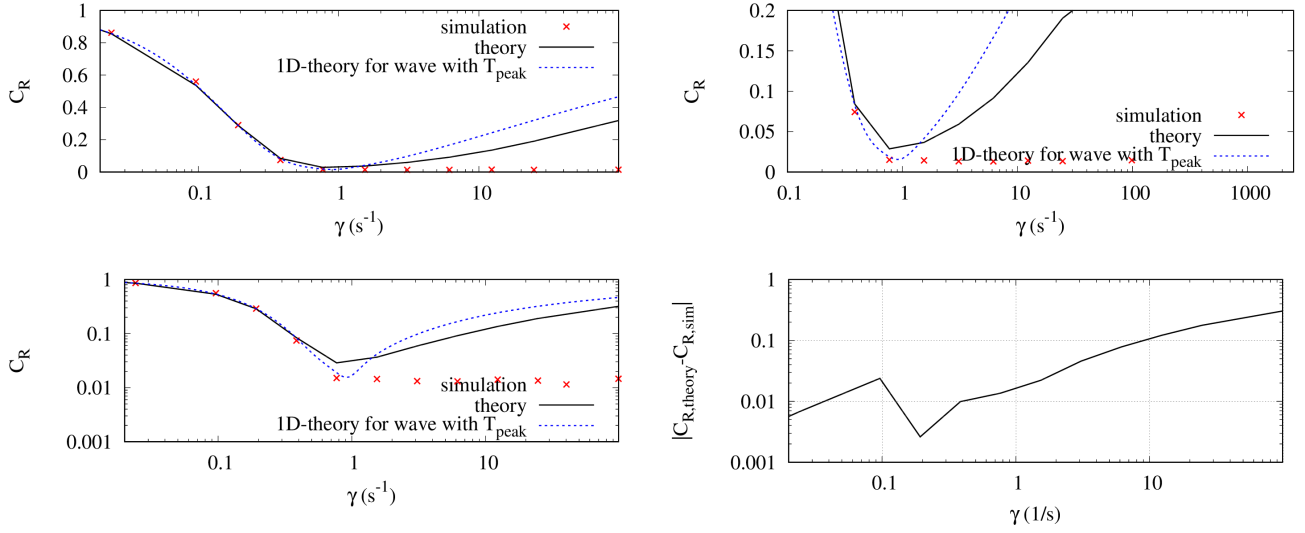 1
0.8
0.6
0.4
0.2
0
C_R
0.1
1
10
γ (s^-1)
simulation
theory
1D-theory for wave with T_peak
0.2
0.15
0.1
0.05
0
C_R
0.1
1
10
100
1000
γ (s^-1)
simulation
theory
1D-theory for wave with T_peak
1
0.1
0.01
0.001
C_R
0.1
1
10
γ (s^-1)
simulation
theory
1D-theory for wave with T_peak
1
0.1
0.01
0.001
|C_R,theory-C_R,sim|
0.1
1
10
γ (1/s)